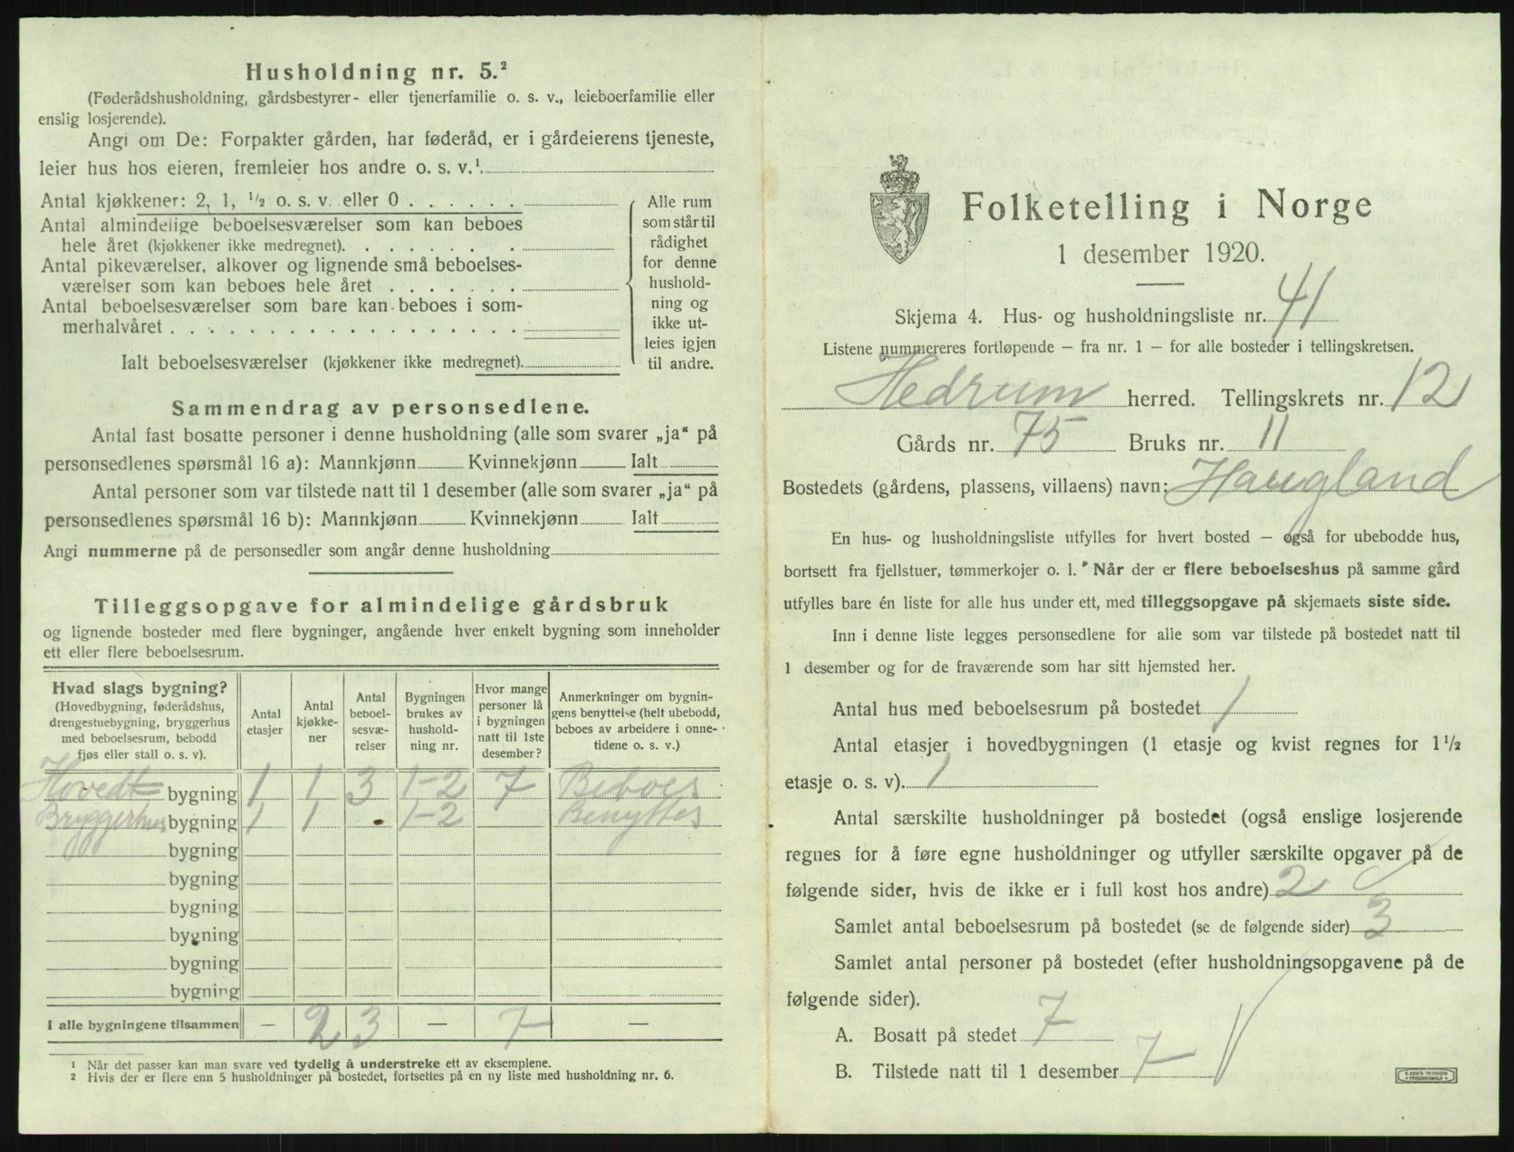 Husholdning nr. 5.²
(Føderådshusholdning, gårdsbestyrer- eller tjenerfamilie o. s. v., leieboerfamilie eller
enslig losjerende).
Angi om De: Forpakter gården, har føderåd, er i gårdeierens tjeneste,
leier hus hos eieren, fremleier hos andre o. s. v.¹.
Antal kjøkkener: 2, 1, ¹/₂ o. s. v. eller 0 . . . . . .
Antal almindelige beboelsesværelser som kan beboes
hele året (kjøkkener ikke medregnet). . . . . . . .
Antal pikeværelser, alkover og lignende små beboelses-
værelser som kan beboes hele året . . . . . . .
Antal beboelsesværelser som bare kan beboes i som-
merhalvåret . . . . . . . . . . . . . . . . . .
Ialt beboelsesværelser (kjøkkener ikke medregnet).
Alle rum
som står til
rådighet
for denne
hushold-
ning og
ikke ut-
leies igjen
til andre.
Sammendrag av personsedlene.
Antal fast bosatte personer i denne husholdning (alle som svarer „ja“ på
personsedlenes spørsmål 16 a): Mannkjønn Kvinnekjønn Ialt
Antal personer som var tilstede natt til 1 desember (alle som svarer „ja“ på
personsedlenes spørsmål 16 b): Mannkjønn Kvinnekjønn Ialt
Angi nummerne på de personsedler som angår denne husholdning
Tilleggsopgave for almindelige gårdsbruk
og lignende bosteder med flere bygninger, angående hver enkelt bygning som inneholder
ett eller flere beboelsesrum.
Hvad slags bygning?
(Hovedbygning, føderådshus,
drengestuebygning, bryggerhus
med beboelsesrum, bebodd
fjøs eller stall o. s. v).
Antal
etasjer
Antal
kjøkke-
ner
Antal
beboel-
sesvæ-
relser
Bygningen
brukes av
hushold-
ning nr.
Hvor mange
personer lå
i bygningen
natt til 1ste
desember?
Anmerkninger om bygnin-
gens benyttelse (helt ubebodd,
beboes av arbeidere i onne-
tidene o. s. v.)
Hovedt bygning 1 1 3 1-2 7 Beboes
Bryggerhus bygning 1 1 1-2 Benyttes
bygning
bygning
bygning
bygning
bygning
bygning
I alle bygningene tilsammen — 2 3 — 7 —
¹ Når det passer kan man svare ved tydelig å understreke ett av eksemplene.
² Hvis der er flere enn 5 husholdninger på bostedet, fortsettes på en ny liste med husholdning nr. 6.
Folketelling i Norge
1 desember 1920.
Skjema 4. Hus- og husholdningsliste nr. 41
Listene nummereres fortløpende — fra nr. 1 — for alle bosteder i tellingskretsen.
Hedrum herred. Tellingskrets nr. 12
Gårds nr. 75 Bruks nr. 11
Bostedets (gårdens, plassens, villaens) navn: Haugland
En hus- og husholdningsliste utfylles for hvert bosted — også for ubebodde hus,
bortsett fra fjellstuer, tømmerkojer o. l. Når der er flere beboelseshus på samme gård
utfylles bare én liste for alle hus under ett, med tilleggsopgave på skjemaets siste side.
Inn i denne liste legges personsedlene for alle som var tilstede på bostedet natt til
1 desember og for de fraværende som har sitt hjemsted her.
Antal hus med beboelsesrum på bostedet 1
Antal etasjer i hovedbygningen (1 etasje og kvist regnes for 1¹/₂
etasje o. s. v). 1
Antal særskilte husholdninger på bostedet (også enslige losjerende
regnes for å føre egne husholdninger og utfyller særskilte opgaver på de
følgende sider, hvis de ikke er i full kost hos andre) 2
Samlet antal beboelsesrum på bostedet (se de følgende sider) 3
Samlet antal personer på bostedet (efter husholdningsopgavene på de
følgende sider).
A. Bosatt på stedet 7
B. Tilstede natt til 1 desember 7